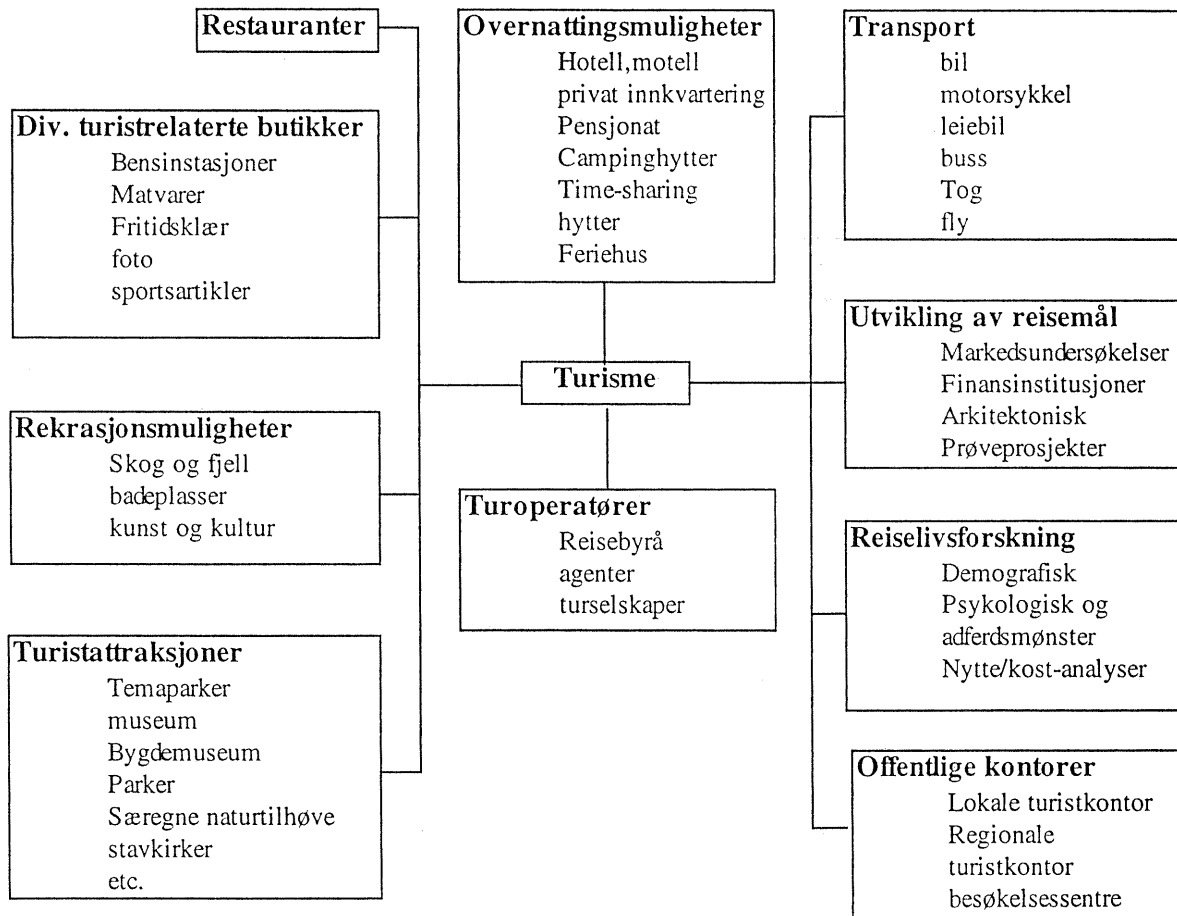 Restauranter
Div. turistrelaterte butikker
Bensinstasjoner
Matvarer
Fritidsklær
foto
sportsartikler
Rekrasjonsmuligheter
Skog og fjell
badeplasser
kunst og kultur
Turistattraksjoner
Temaparker
museum
Bygdemuseum
Parker
Særegne naturtilhøve
stavkirker
etc.
Overnattingsmuligheter
Hotell,motell
privat innkvartering
Pensjonat
Campinghytter
Time-sharing
hytter
Feriehus
Turisme
Turoperatører
Reisebyrå
agenter
turselskaper
Transport
bil
motorsykkel
leiebil
buss
Tog
fly
Utvikling av reisemål
Markedsundersøkelser
Finansinstitusjoner
Arkitektonisk
Prøveprosjekter
Reiselivsforskning
Demografisk
Psykologisk og
adferdsmønster
Nytte/kost-analyser
Offentlige kontorer
Lokale turistkontor
Regionale
turistkontor
besøkelsessentre